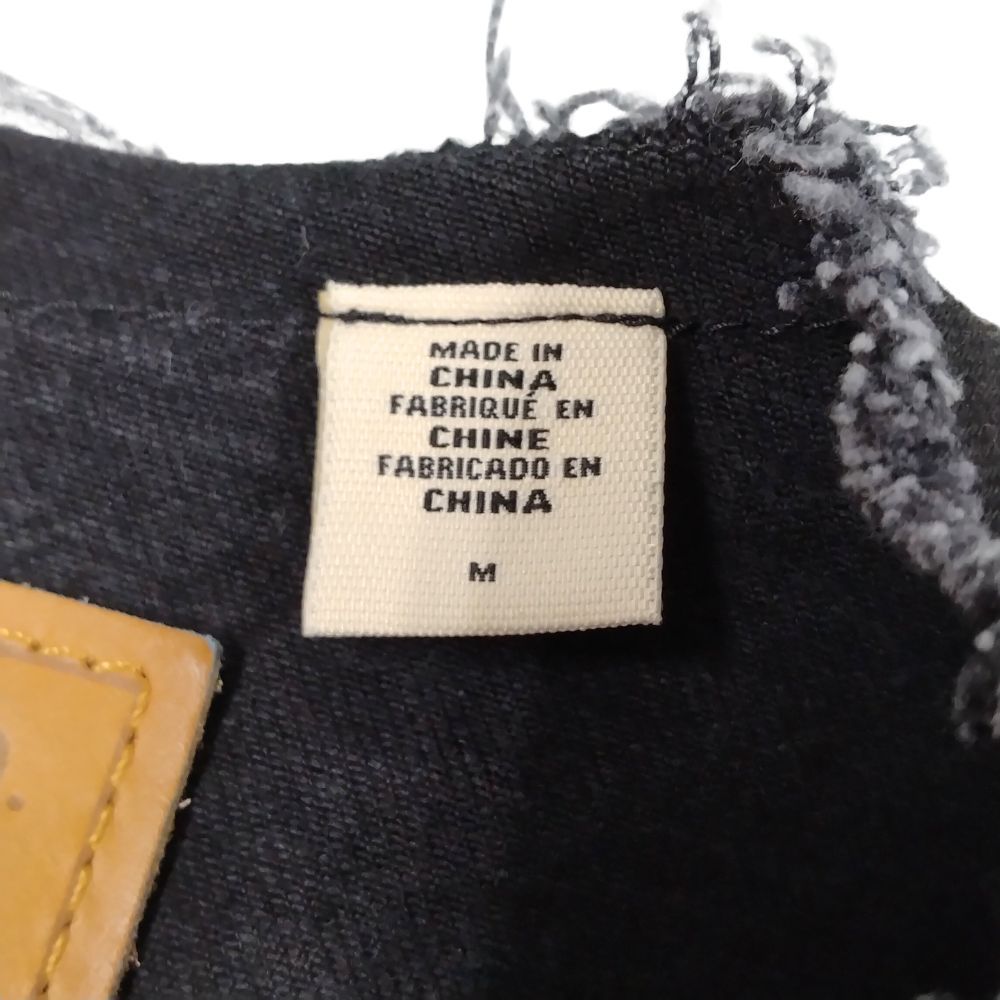 MADE IN
CHINA
FABRIQUÉ EN
CHINE
FABRICADO EN
CHINA
M